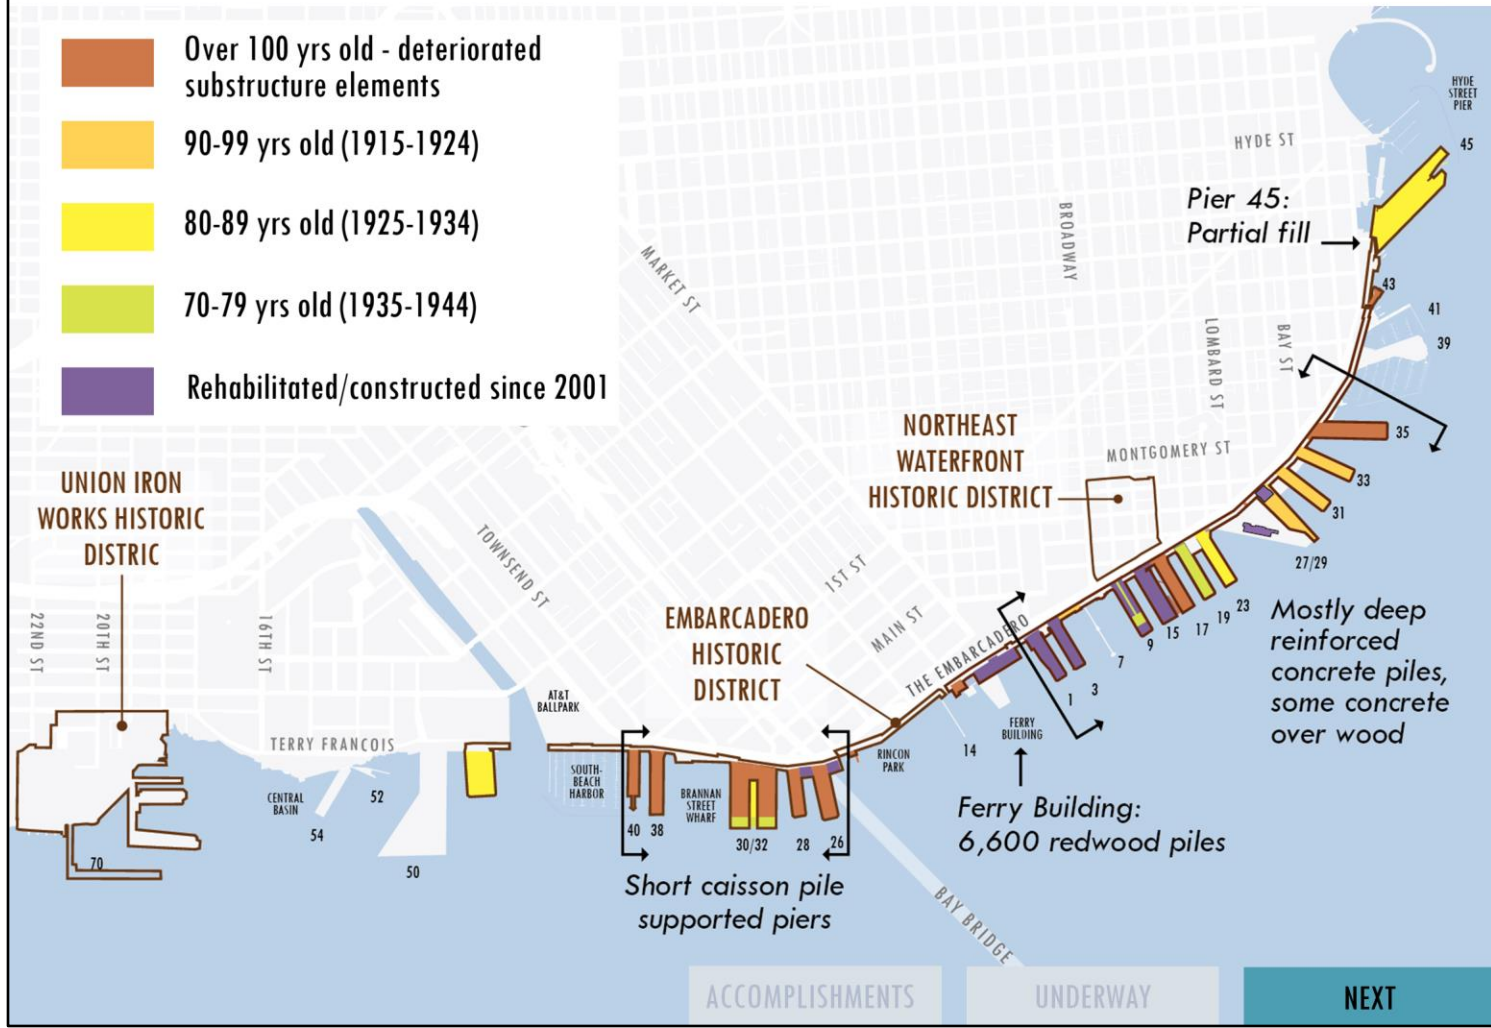 Over 100 yrs old - deteriorated
substructure elements
90-99 yrs old (1915-1924)
80-89 yrs old (1925-1934)
70-79 yrs old (1935-1944)
Rehabilitated/constructed since 2001
HYDE
STREET
PIER
45
HYDE ST
Pier 45:
Partial fill
BROADWAY
MARKET ST
43
41
39
LOMBARD ST
BAY ST
35
NORTHEAST
WATERFRONT
HISTORIC DISTRICT
MONTGOMERY ST
33
31
27/29
UNION IRON
WORKS HISTORIC
DISTRIC
TOWNSEND ST
1ST ST
MAIN ST
THE EMBARCADERO
EMBARCADERO
HISTORIC
DISTRICT
22ND ST
20TH ST
16TH ST
23
19
17
15
9
7
3
1
Mostly deep
reinforced
concrete piles,
some concrete
over wood
AT&T
BALLPARK
FERRY
BUILDING
14
RINCON
PARK
TERRY FRANCOIS
CENTRAL
BASIN
52
54
50
70
SOUTH-
BEACH
HARBOR
BRANNAN
STREET
WHARF
40
38
30/32
28
26
Ferry Building:
6,600 redwood piles
Short caisson pile
supported piers
BAY BRIDGE
ACCOMPLISHMENTS
UNDERWAY
NEXT